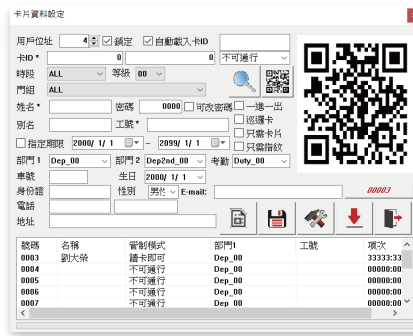 卡片資料設定
用戶位址 4 鎖定 自動載入卡ID
卡ID * 0 0 不可通行
時段 ALL 等級 00
門組 ALL
姓名* 密碼 0000 可改密碼 一進一出
別名 工號* 巡邏卡
只需卡片
指定期限 2000/ 1/ 1 ~ 2099/ 1/ 1 只需指紋
部門1 Dep_00 部門2 Dep2nd_00 考勤 Duty_00
車號 生日 2000/ 1/ 1
身份證 性別 男性 E-mail: 00003
電話
地址
號碼 名稱 管制模式 部門1 工號 項次
0003 劉大榮 讀卡即可 Dep_00 33333:33
0004 不可通行 Dep_00 00000:00
0005 不可通行 Dep_00 00000:00
0006 不可通行 Dep_00 00000:00
0007 不可通行 Dep_00 00000:00